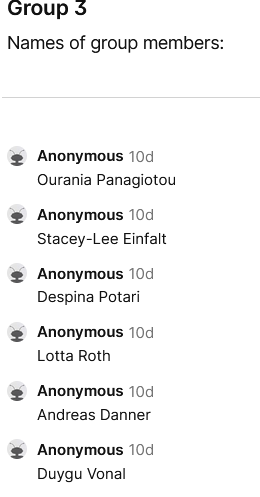 Group 3
Names of group members:
Anonymous 10d
Ourania Panagiotou
Anonymous 10d
Stacey-Lee Einfalt
Anonymous 10d
Despina Potari
Anonymous 10d
Lotta Roth
Anonymous 10d
Andreas Danner
Anonymous 10d
Duygu Vonal